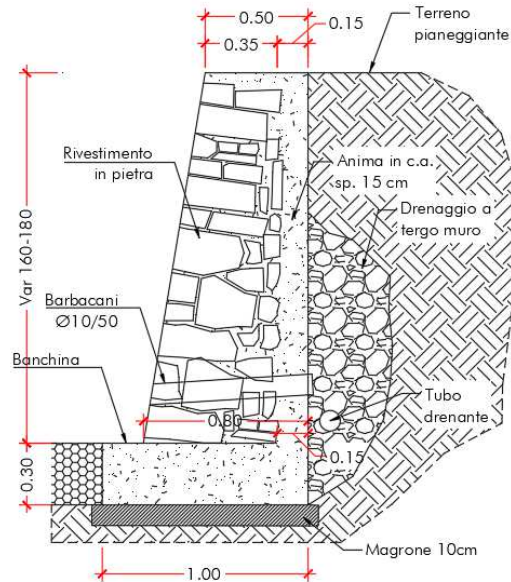 0.50
0.15
0.35
Terreno
pianeggiante
Rivestimento
in pietra
Anima in c.a.
sp. 15 cm
Drenaggio a
tergo muro
Var 160-180
Barbacani
Ø10/50
Banchina
0.80
Tubo
drenante
0.15
0.30
Magrone 10cm
1.00